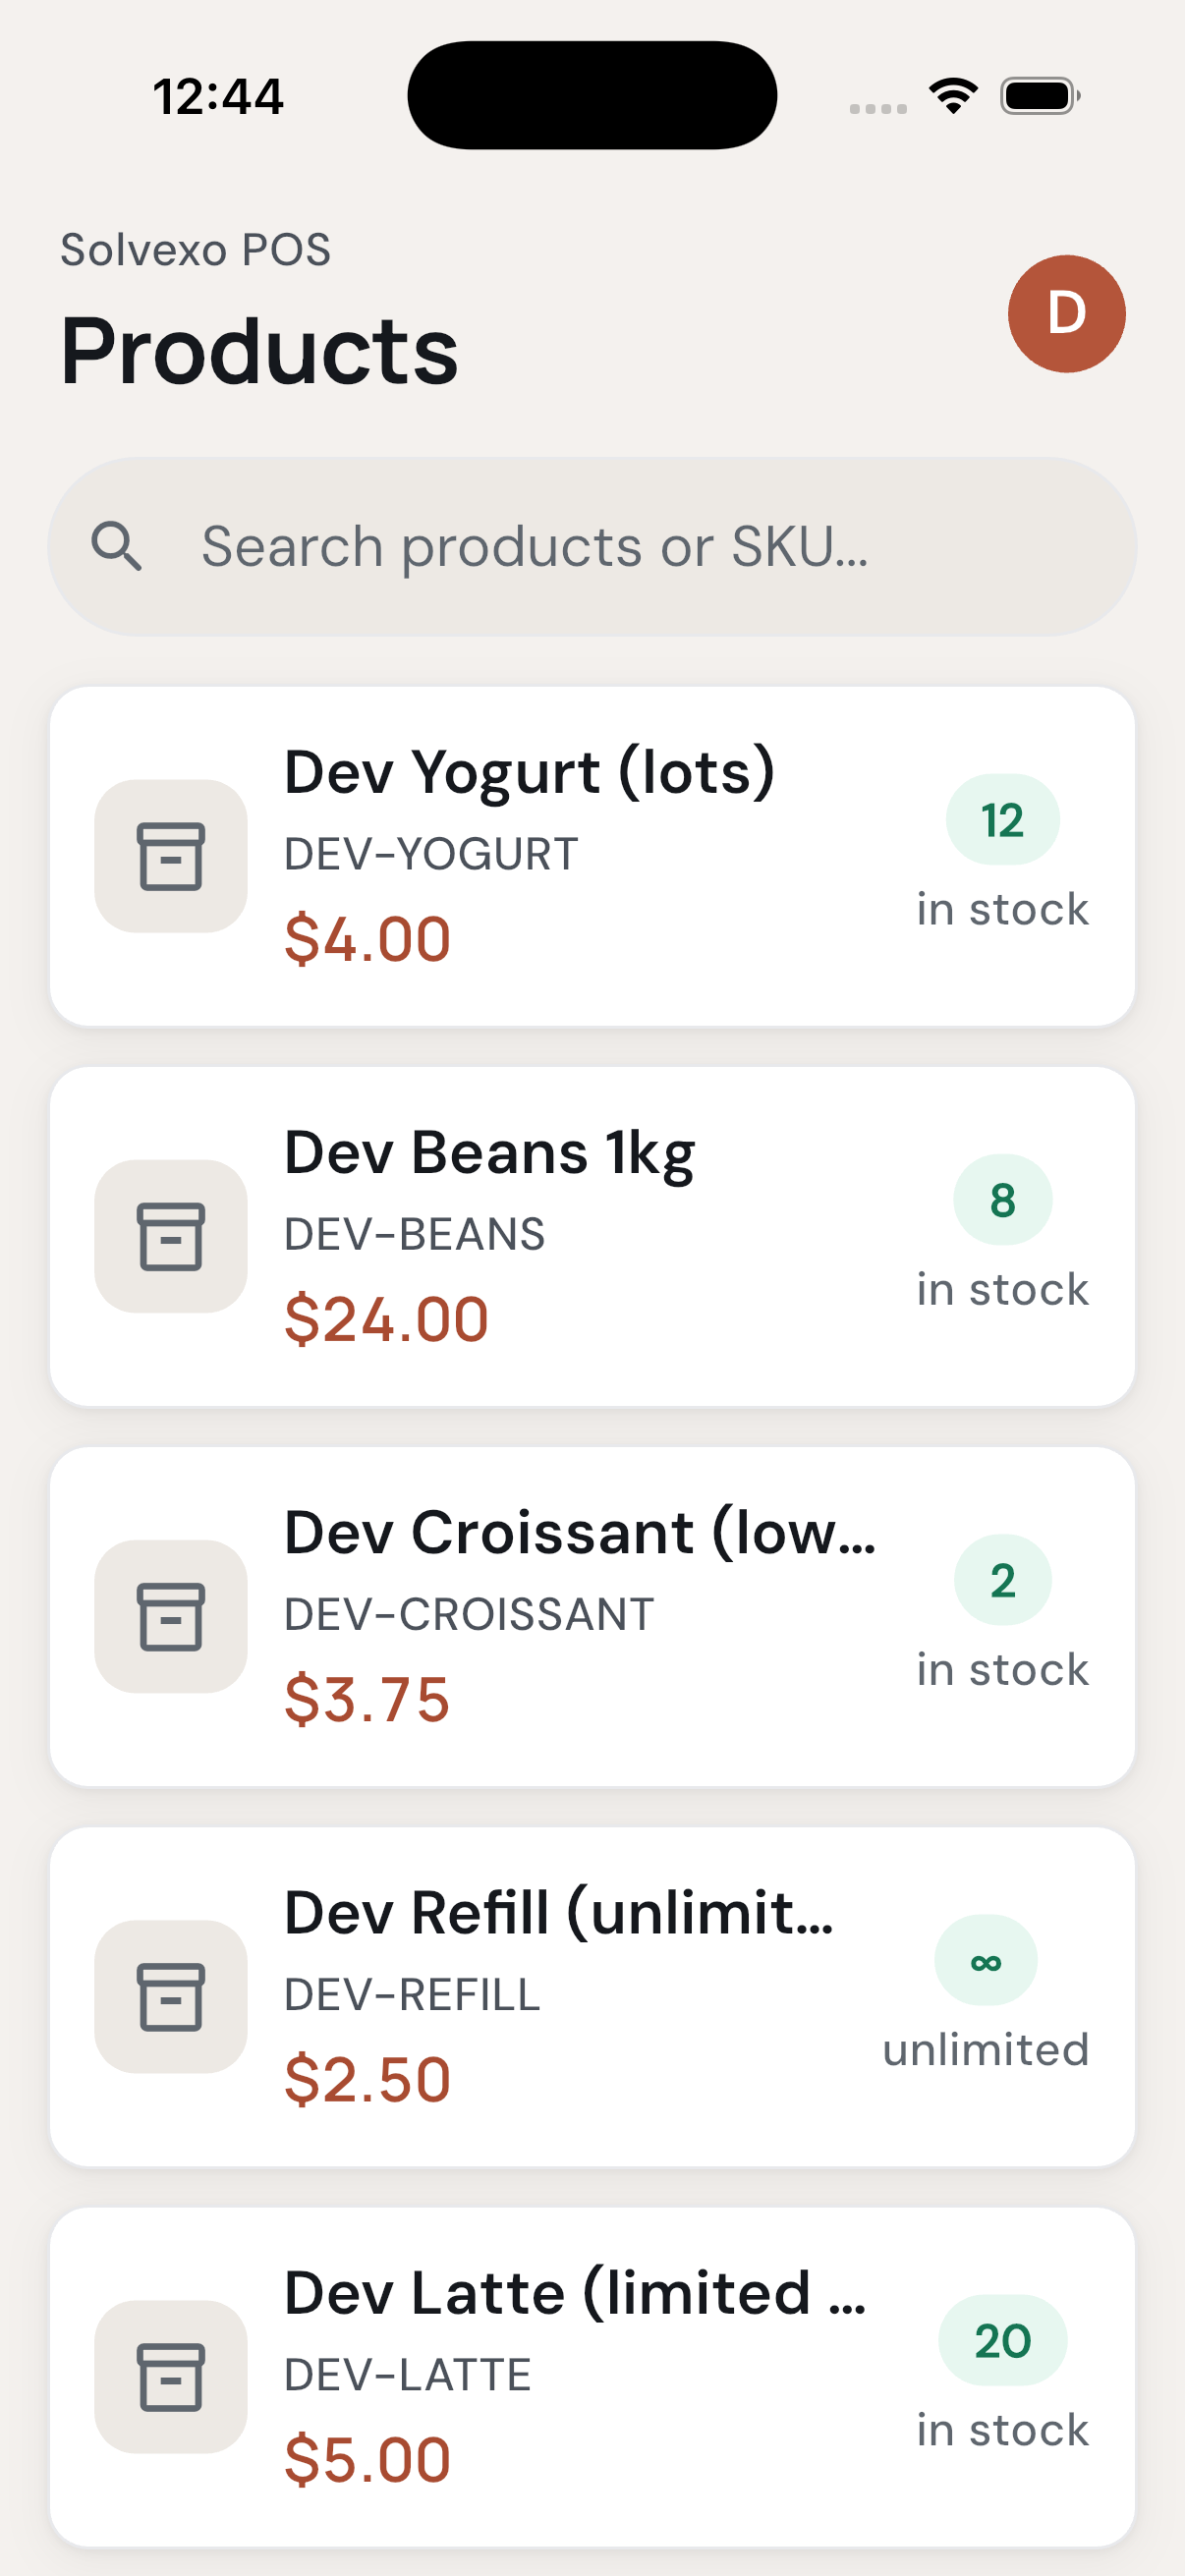 12:44
Solvexo POS
Products
D
Search products or SKU...
Dev Yogurt (lots)
DEV-YOGURT
$4.00
12
in stock
Dev Beans 1kg
DEV-BEANS
$24.00
8
in stock
Dev Croissant (low...
DEV-CROISSANT
$3.75
2
in stock
Dev Refill (unlimit...
DEV-REFILL
$2.50
∞
unlimited
Dev Latte (limited ...
DEV-LATTE
$5.00
20
in stock